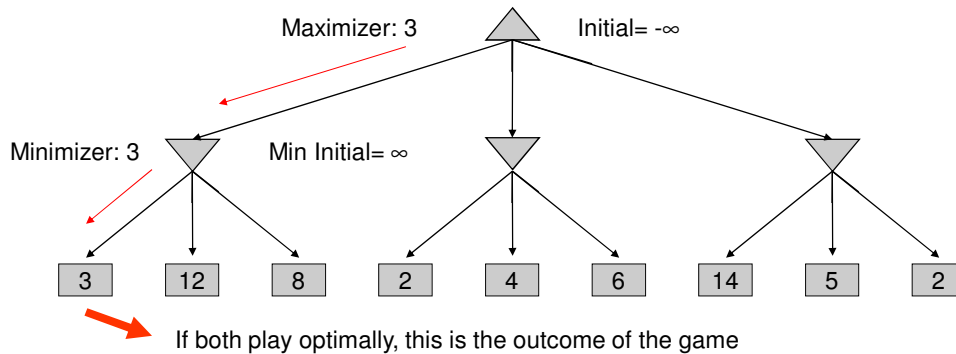 Maximizer: 3 Initial= -∞
Minimizer: 3 Min Initial= ∞
3 12 8 2 4 6 14 5 2
If both play optimally, this is the outcome of the game